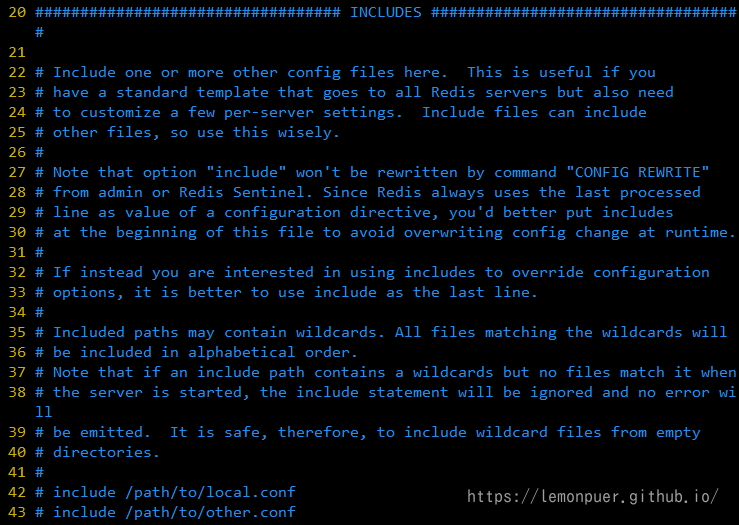 20 ################################## INCLUDES ##################################
#
21
22 # Include one or more other config files here.  This is useful if you
23 # have a standard template that goes to all Redis servers but also need
24 # to customize a few per-server settings.  Include files can include
25 # other files, so use this wisely.
26 #
27 # Note that option "include" won't be rewritten by command "CONFIG REWRITE"
28 # from admin or Redis Sentinel. Since Redis always uses the last processed
29 # line as value of a configuration directive, you'd better put includes
30 # at the beginning of this file to avoid overwriting config change at runtime.
31 #
32 # If instead you are interested in using includes to override configuration
33 # options, it is better to use include as the last line.
34 #
35 # Included paths may contain wildcards. All files matching the wildcards will
36 # be included in alphabetical order.
37 # Note that if an include path contains a wildcards but no files match it when
38 # the server is started, the include statement will be ignored and no error wi
ll
39 # be emitted.  It is safe, therefore, to include wildcard files from empty
40 # directories.
41 #
42 # include /path/to/local.conf
43 # include /path/to/other.conf
https://lemonpuer.github.io/